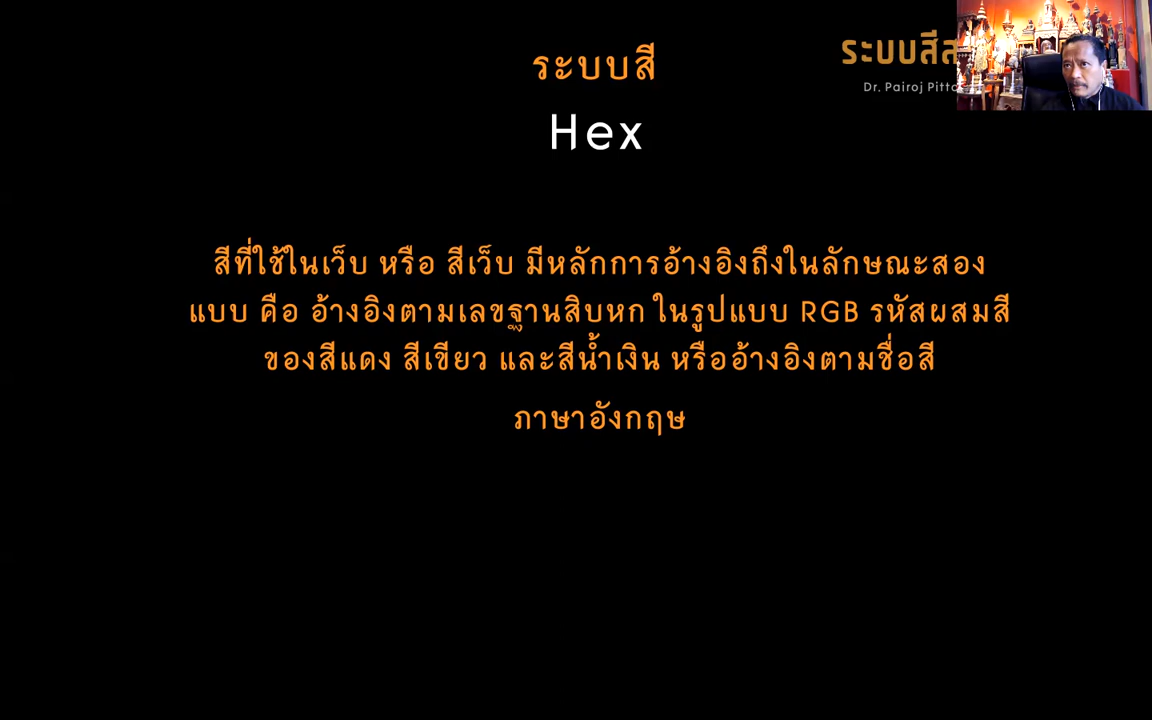 ระบบสี
Hex
ระบบสี
Dr. Pairoj
สีที่ใช้ในเว็บ หรือ สีเว็บ มีหลักการอ้างอิงถึงในลักษณะสอง
แบบ คือ อ้างอิงตามเลขฐานสิบหก ในรูปแบบ RGB รหัสผสมสี
ของสีแดง สีเขียว และสีน้ำเงิน หรืออ้างอิงตามชื่อสี
ภาษาอังกฤษ